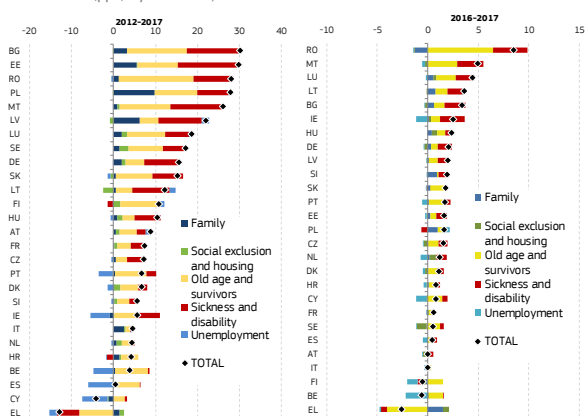 2012-2017
-20 -10 0 10 20 30 40
BG
EE
RO
PL
MT
LV
LU
SE
DE
SK
LT
FI
HU
AT
FR
CZ
PT
DK
SI
IE
IT
NL
HR
BE
ES
CY
EL
Family
Social exclusion
and housing
Old age and
survivors
Sickness and
disability
Unemployment
TOTAL
2016-2017
-10 -5 0 5 10 15
RO
MT
LU
LT
BG
IE
HU
DE
LV
SI
SK
PT
EE
PL
CZ
NL
DK
HR
CY
FR
SE
ES
AT
IT
FI
BE
EL
Family
Social exclusion
and housing
Old age and
survivors
Sickness and
disability
Unemployment
TOTAL